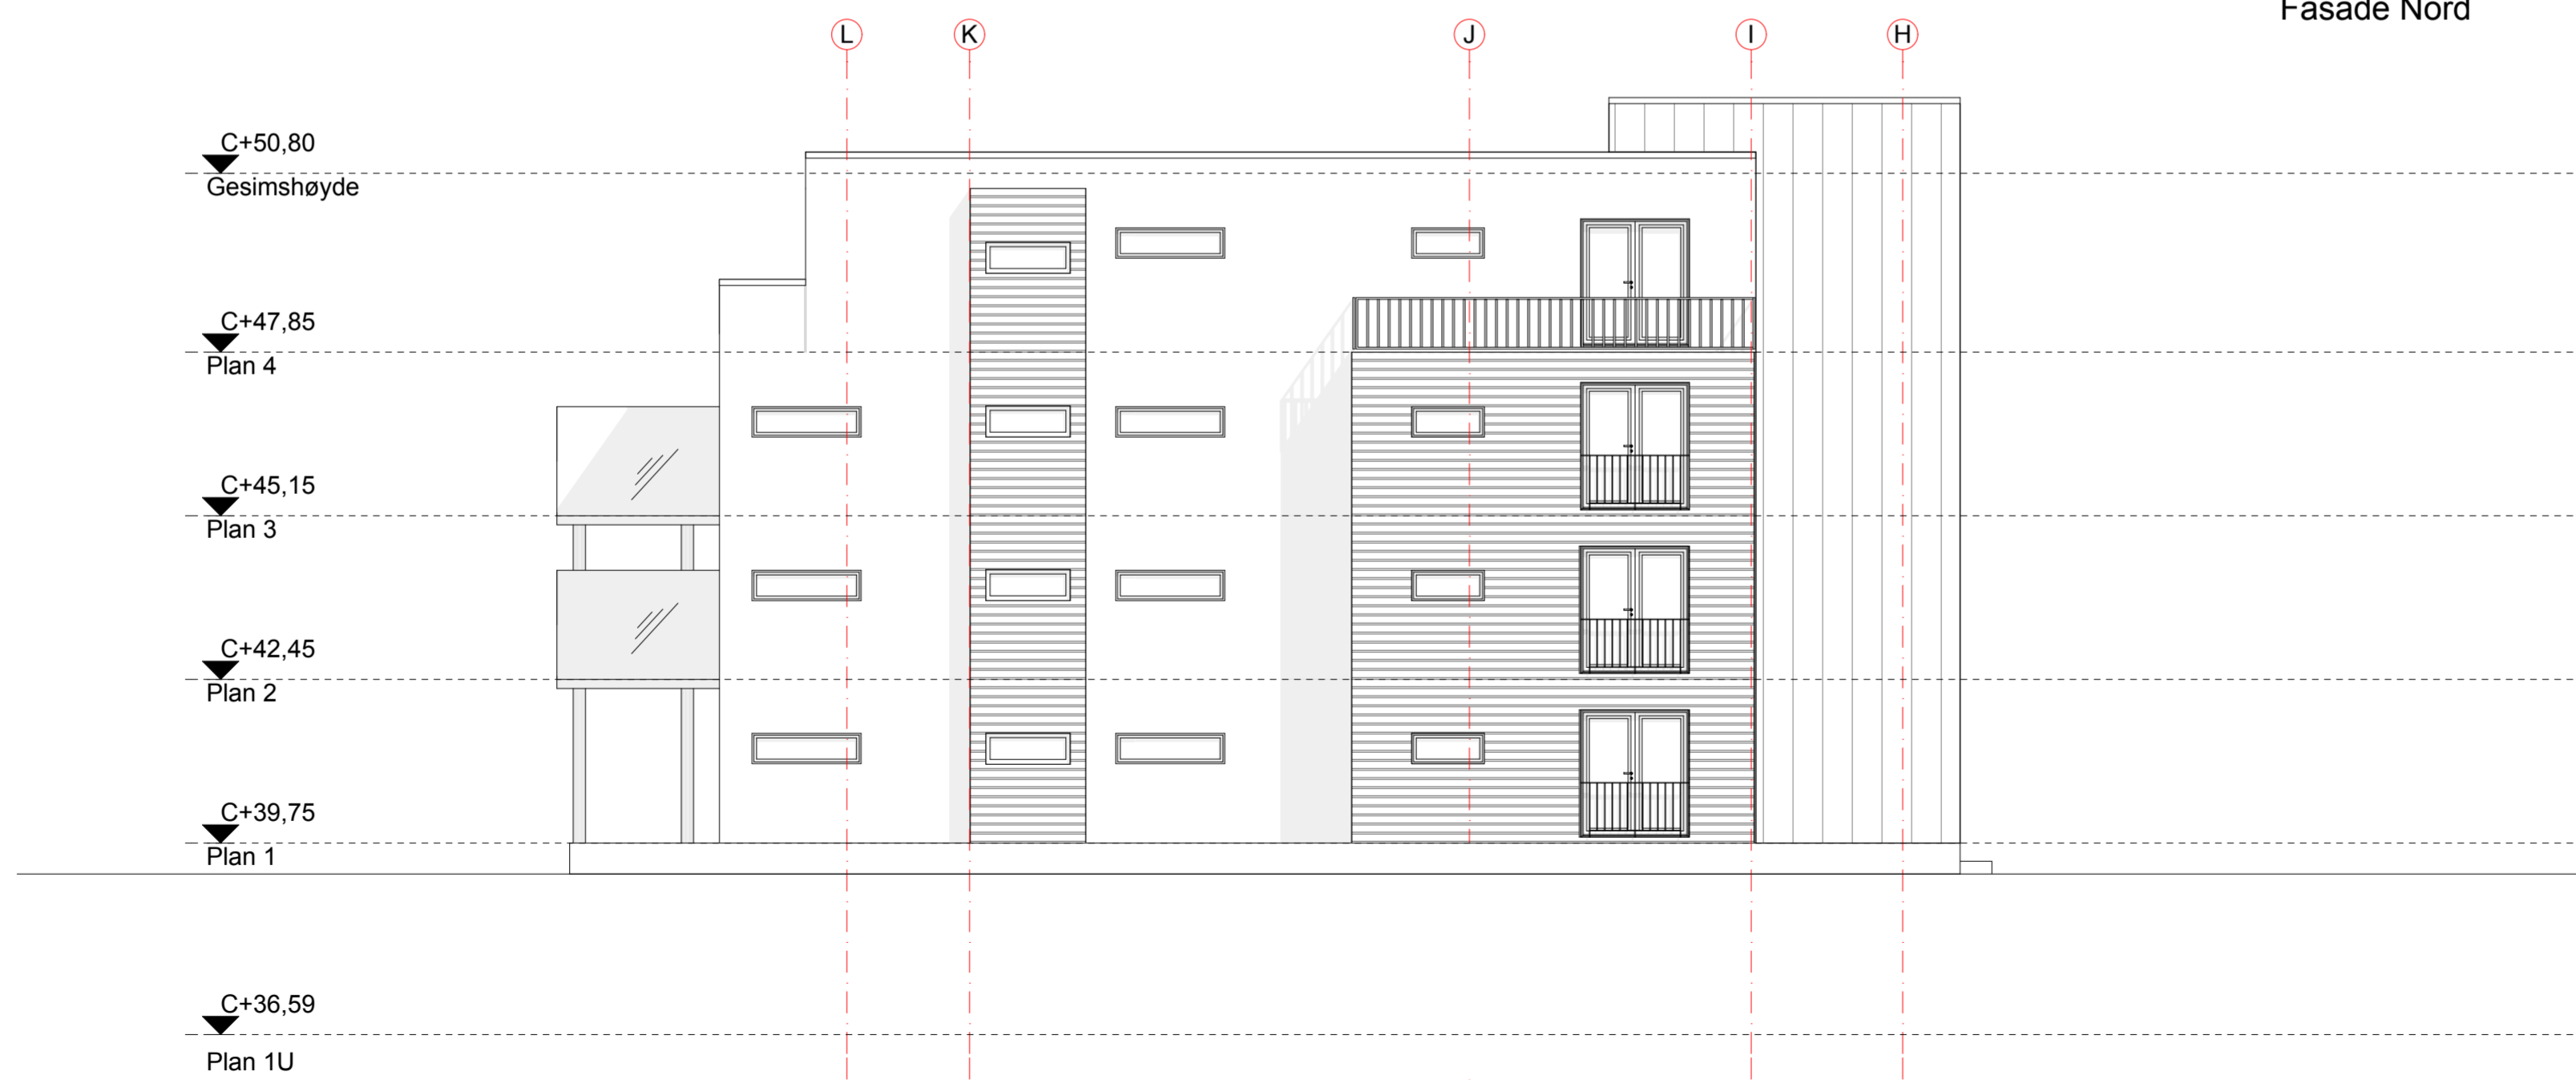 Fasade Nord
L K J I H
C+50,80
Gesimshøyde
C+47,85
Plan 4
C+45,15
Plan 3
C+42,45
Plan 2
C+39,75
Plan 1
C+36,59
Plan 1U